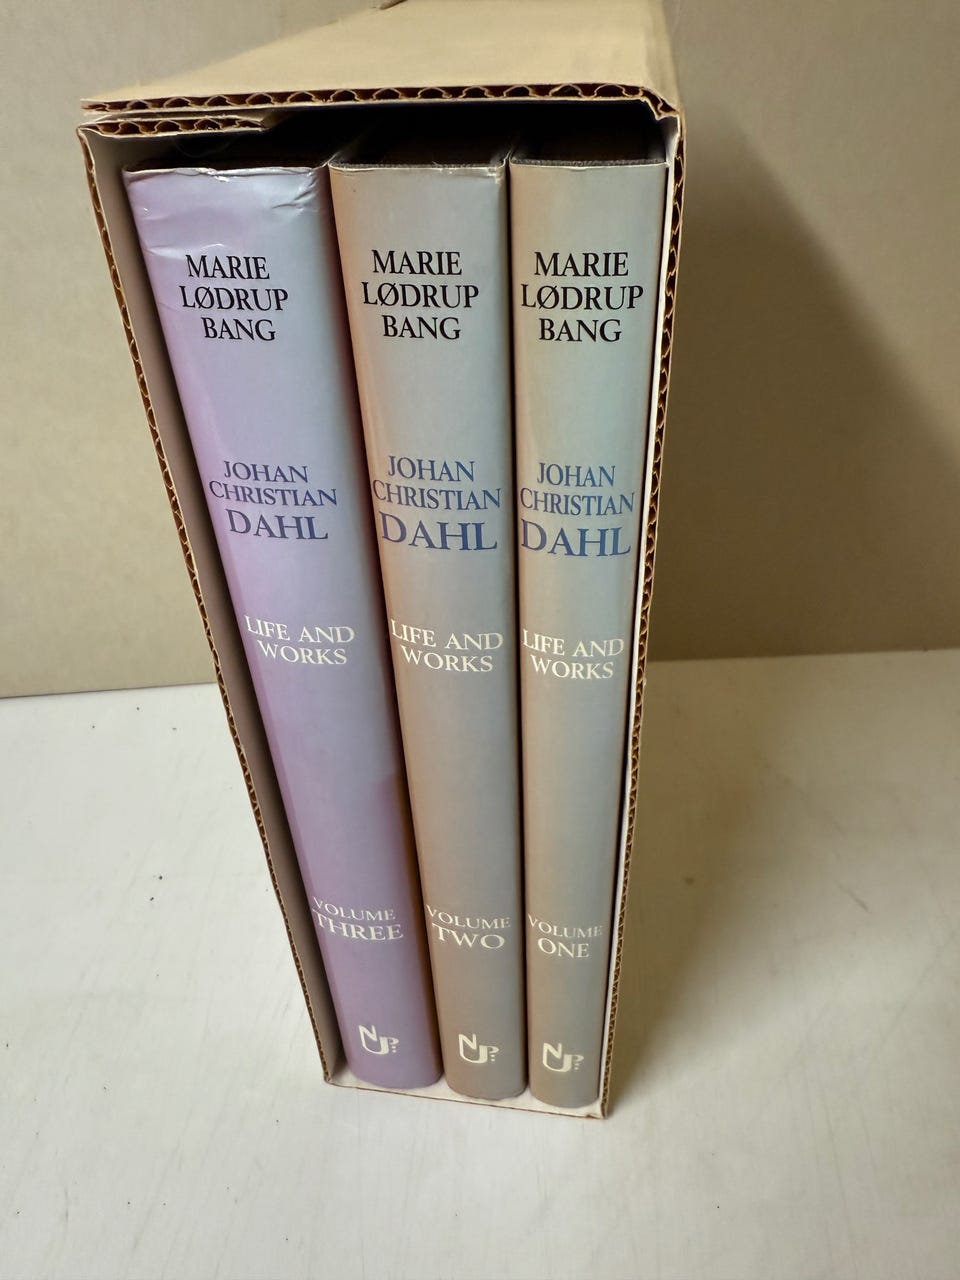 MARIE
LØDRUP
BANG
JOHAN
CHRISTIAN
DAHL
LIFE AND
WORKS
VOLUME
THREE
NUP
MARIE
LØDRUP
BANG
JOHAN
CHRISTIAN
DAHL
LIFE AND
WORKS
VOLUME
TWO
NUP
MARIE
LØDRUP
BANG
JOHAN
CHRISTIAN
DAHL
LIFE AND
WORKS
VOLUME
ONE
NUP